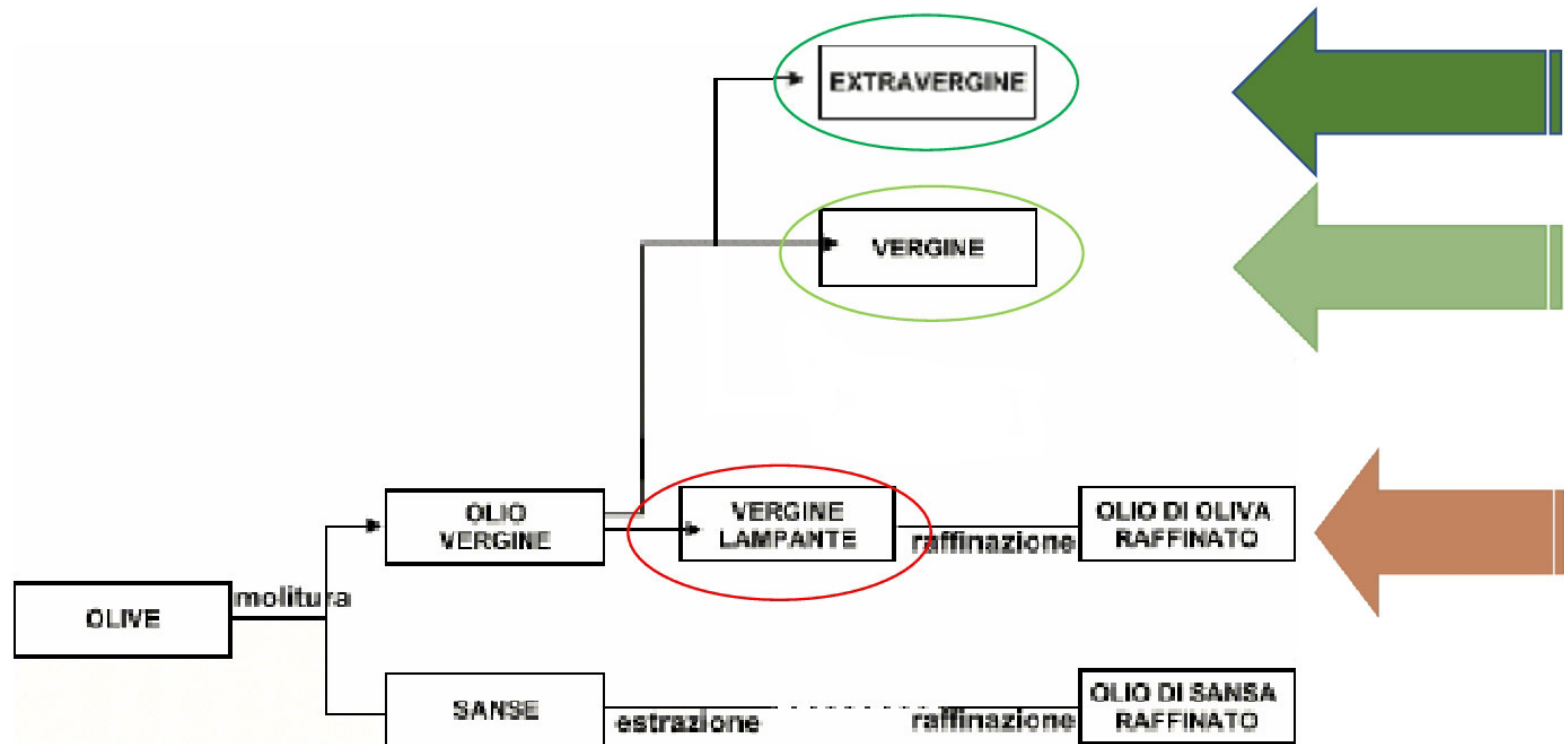 EXTRAVERGINE
VERGINE
OLIO
VERGINE
VERGINE
LAMPANTE
raffinazione
OLIO DI OLIVA
RAFFINATO
OLIVE
molitura
SANSE
estrazione
raffinazione
OLIO DI SANSA
RAFFINATO